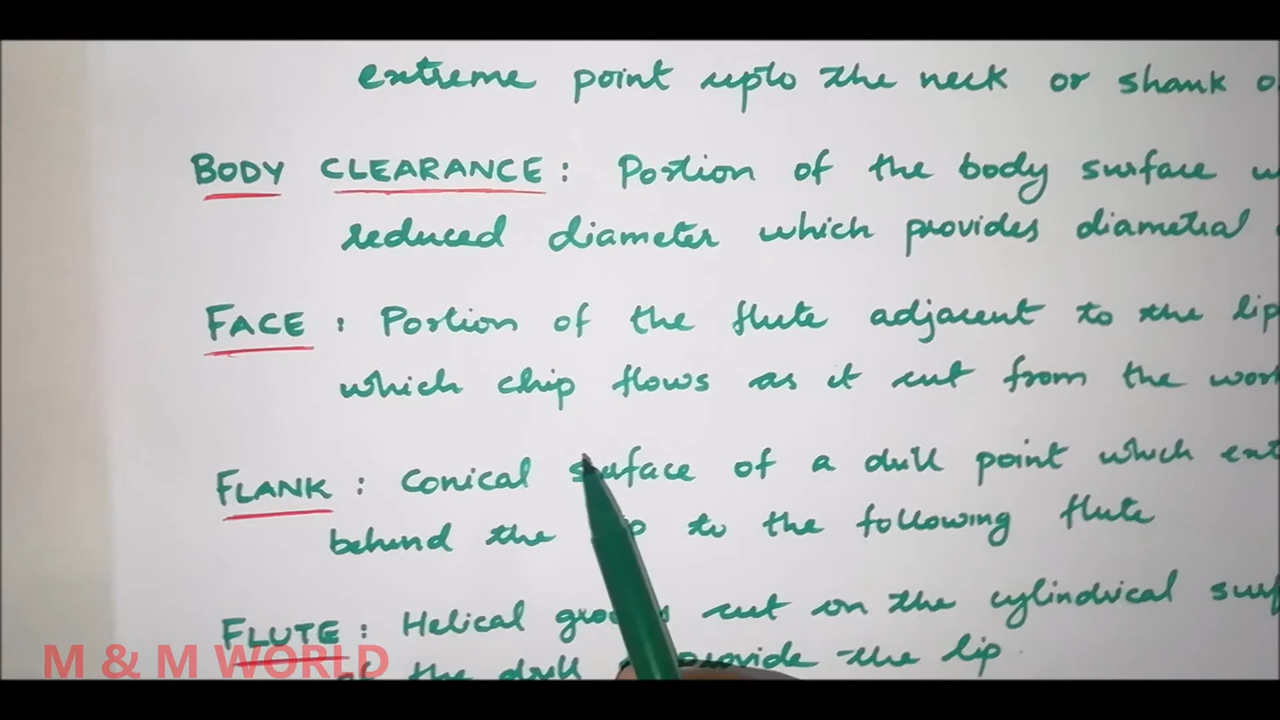 extreme point upto the neck or shank
BODY CLEARANCE : Portion of the body surface
reduced diameter which provides diametral
FACE : Portion of the flute adjacent to the lip
which chip flows as it cut from the
FLANK : Conical surface of a drill point which
behind the to the following flute
FLUTE : Helical cut on the cylindrical
of the drill provide the lip
M & M WORLD